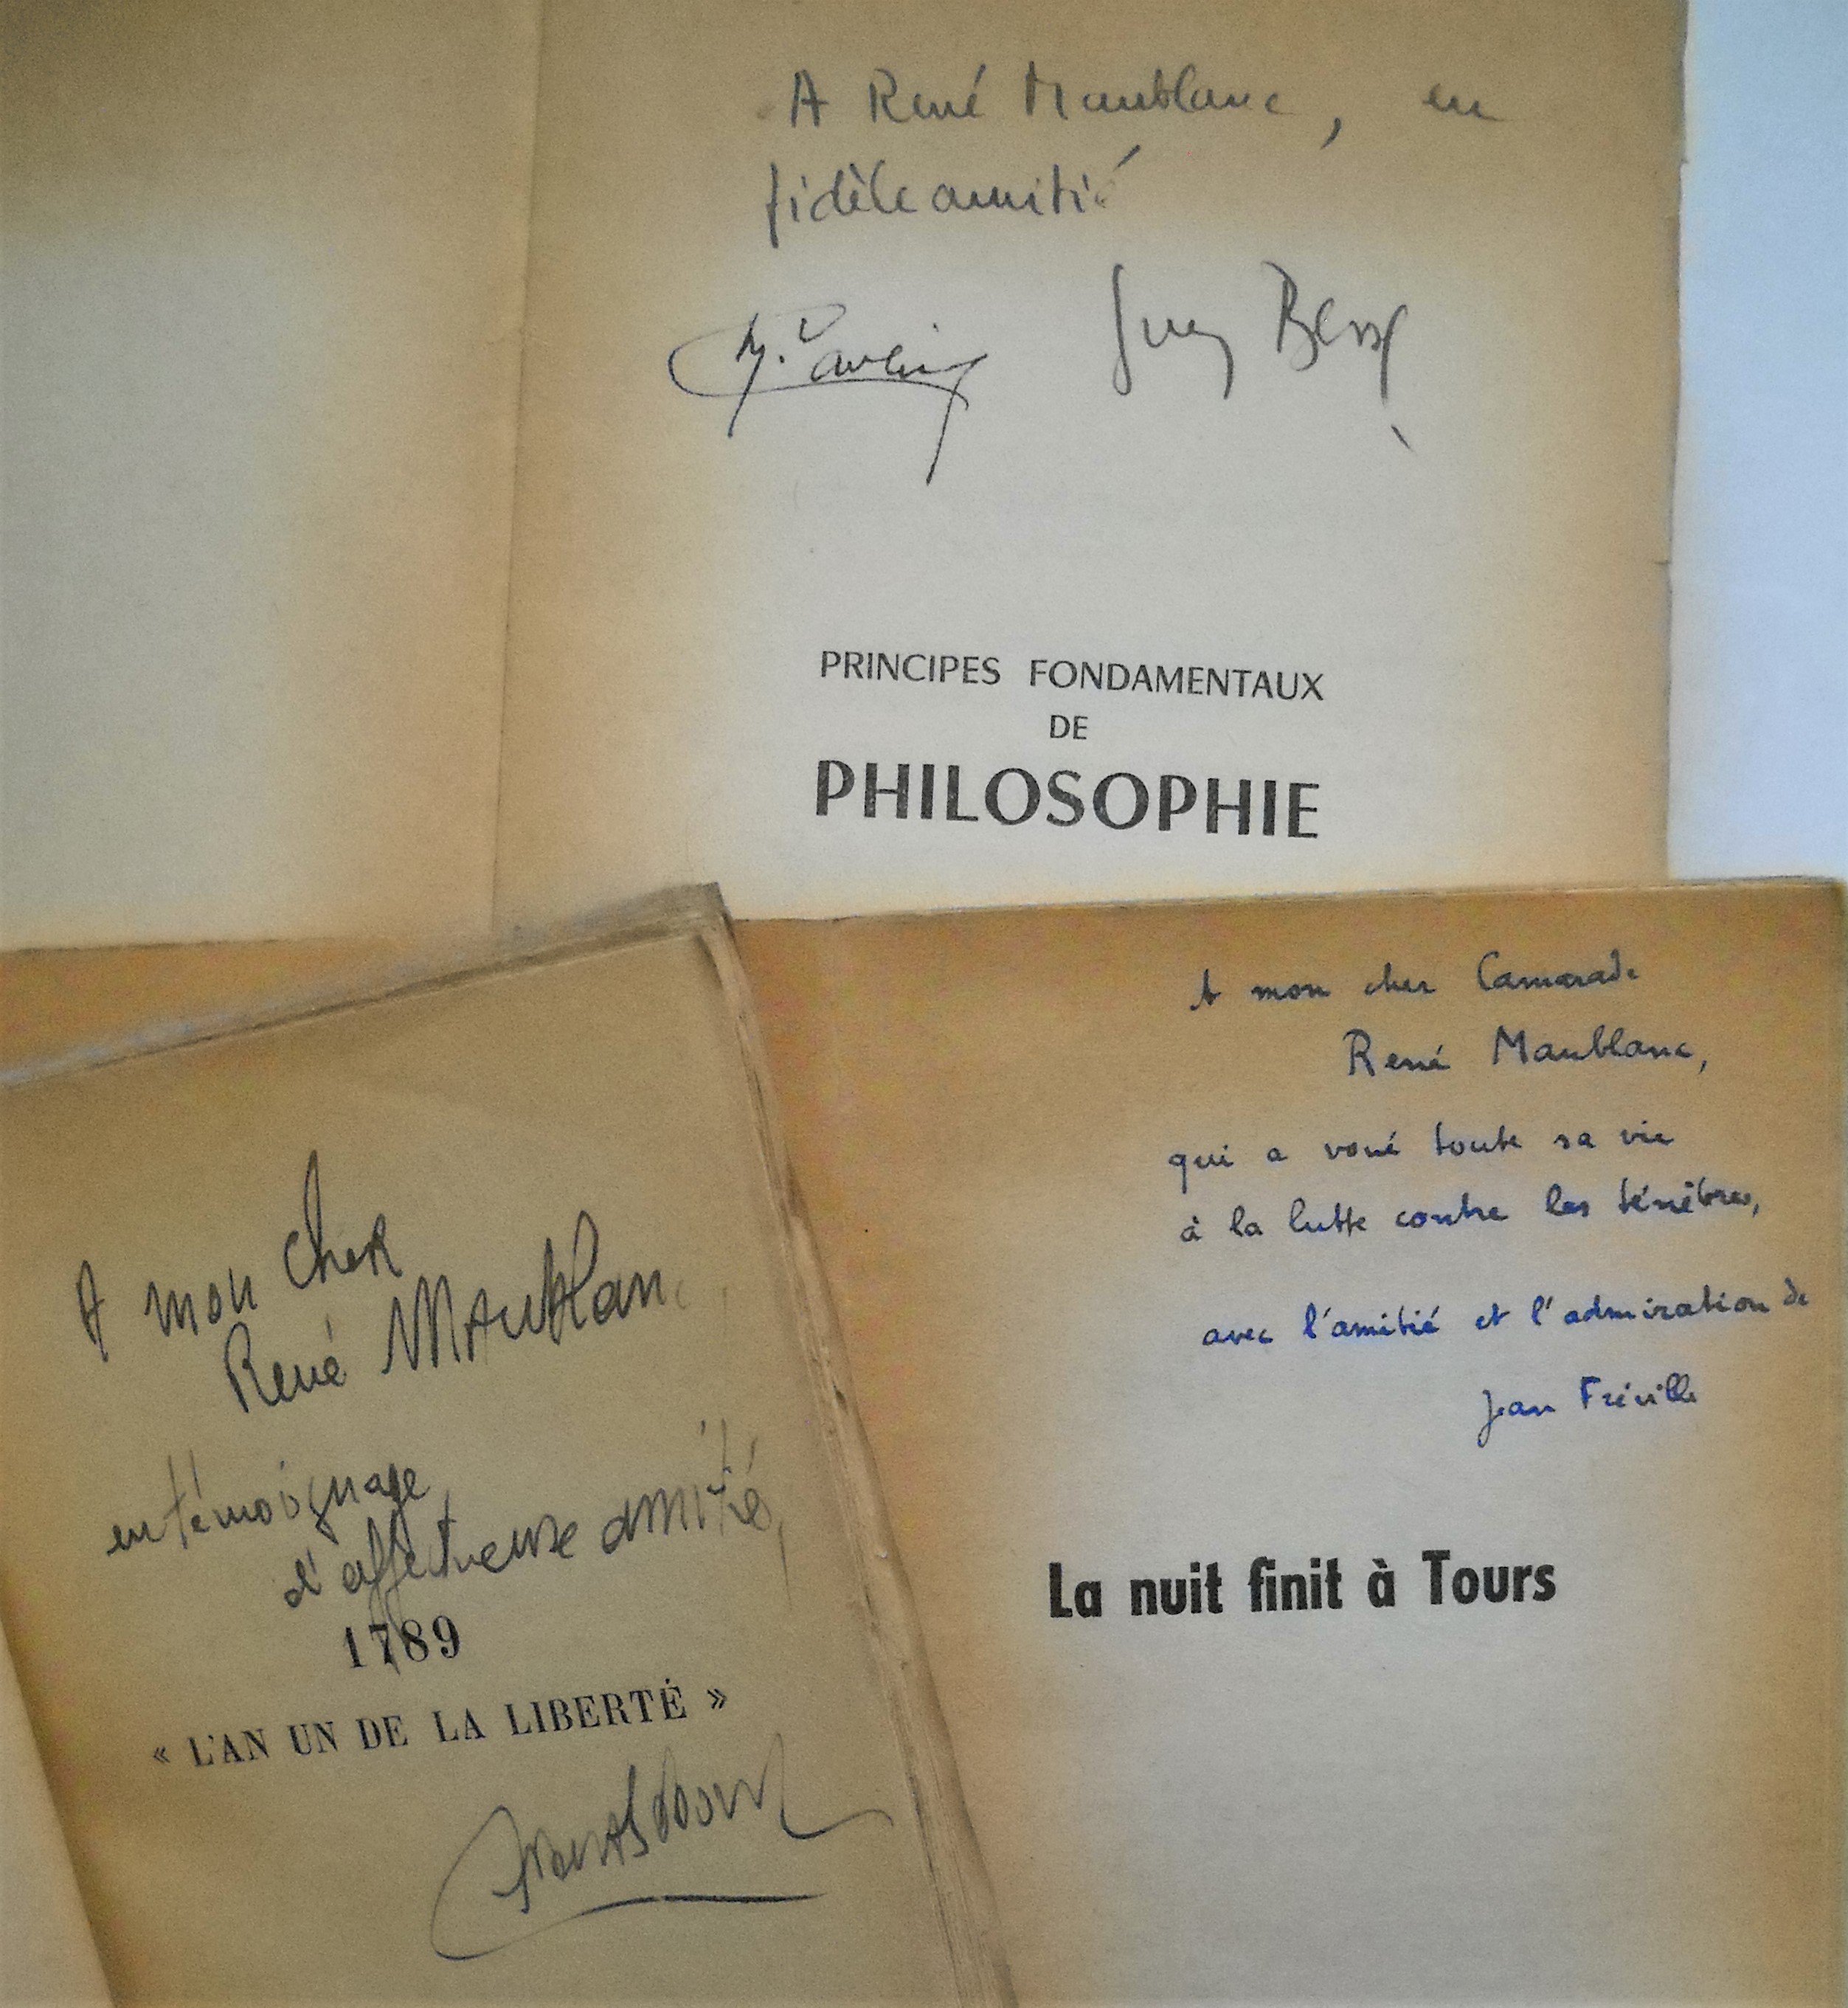 A René Maublanc, en
fidèle amitié
M. Caveing
Guy Besse
PRINCIPES FONDAMENTAUX
DE
PHILOSOPHIE
A mon cher
René Maublanc
en témoignage
d'affectueuse amitié,
1789
« L'AN UN DE LA LIBERTÉ »
A mon cher Camarade
René Maublanc,
qui a voué toute sa vie
à la lutte contre les ténèbres,
avec l'amitié et l'admiration de
Jean Fréville
La nuit finit à Tours